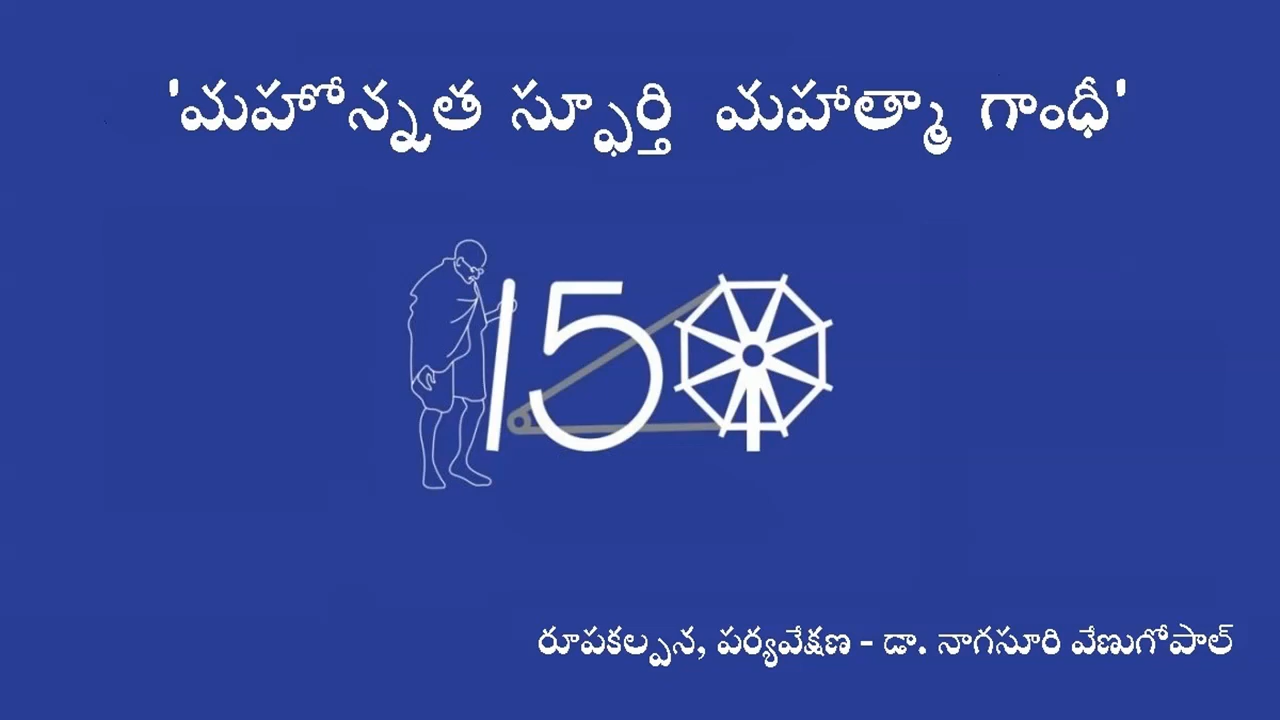 'మహోన్నత స్ఫూర్తి మహాత్మా గాంధీ'
150
రూపకల్పన, పర్యవేక్షణ - డా. నాగసూరి వేణుగోపాల్